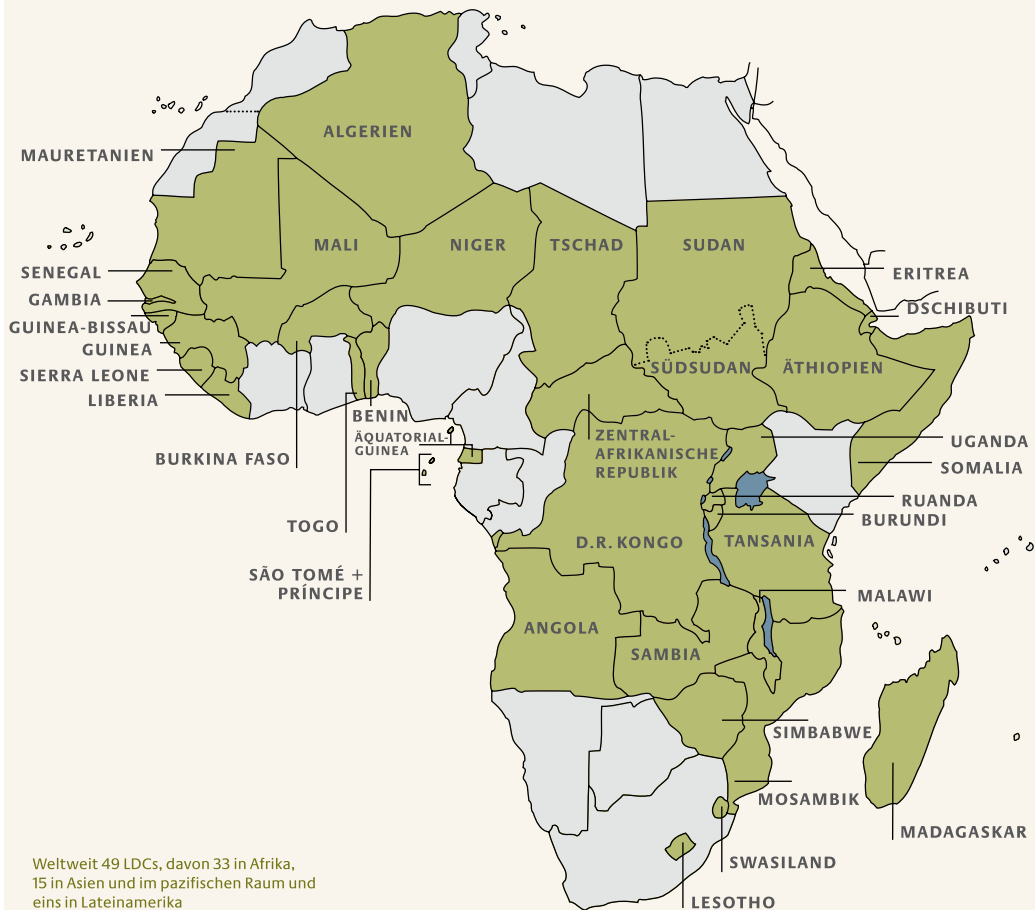 ALGERIEN
MAURETANIEN
MALI
NIGER
TSCHAD
SUDAN
SENEGAL
ERITREA
GAMBIA
DSCHIBUTI
GUINEA-BISSAU
GUINEA
SIERRA LEONE
SÜDSUDAN
ÄTHIOPIEN
LIBERIA
BENIN
ÄQUATORIAL-
GUINEA
ZENTRAL-
AFRIKANISCHE
REPUBLIK
UGANDA
BURKINA FASO
SOMALIA
RUANDA
BURUNDI
TOGO
D.R. KONGO
TANSANIA
SÃO TOMÉ +
PRÍNCIPE
MALAWI
ANGOLA
SAMBIA
SIMBABWE
MOSAMBIK
MADAGASKAR
SWASILAND
LESOTHO
Weltweit 49 LDCs, davon 33 in Afrika,
15 in Asien und im pazifischen Raum und
eins in Lateinamerika